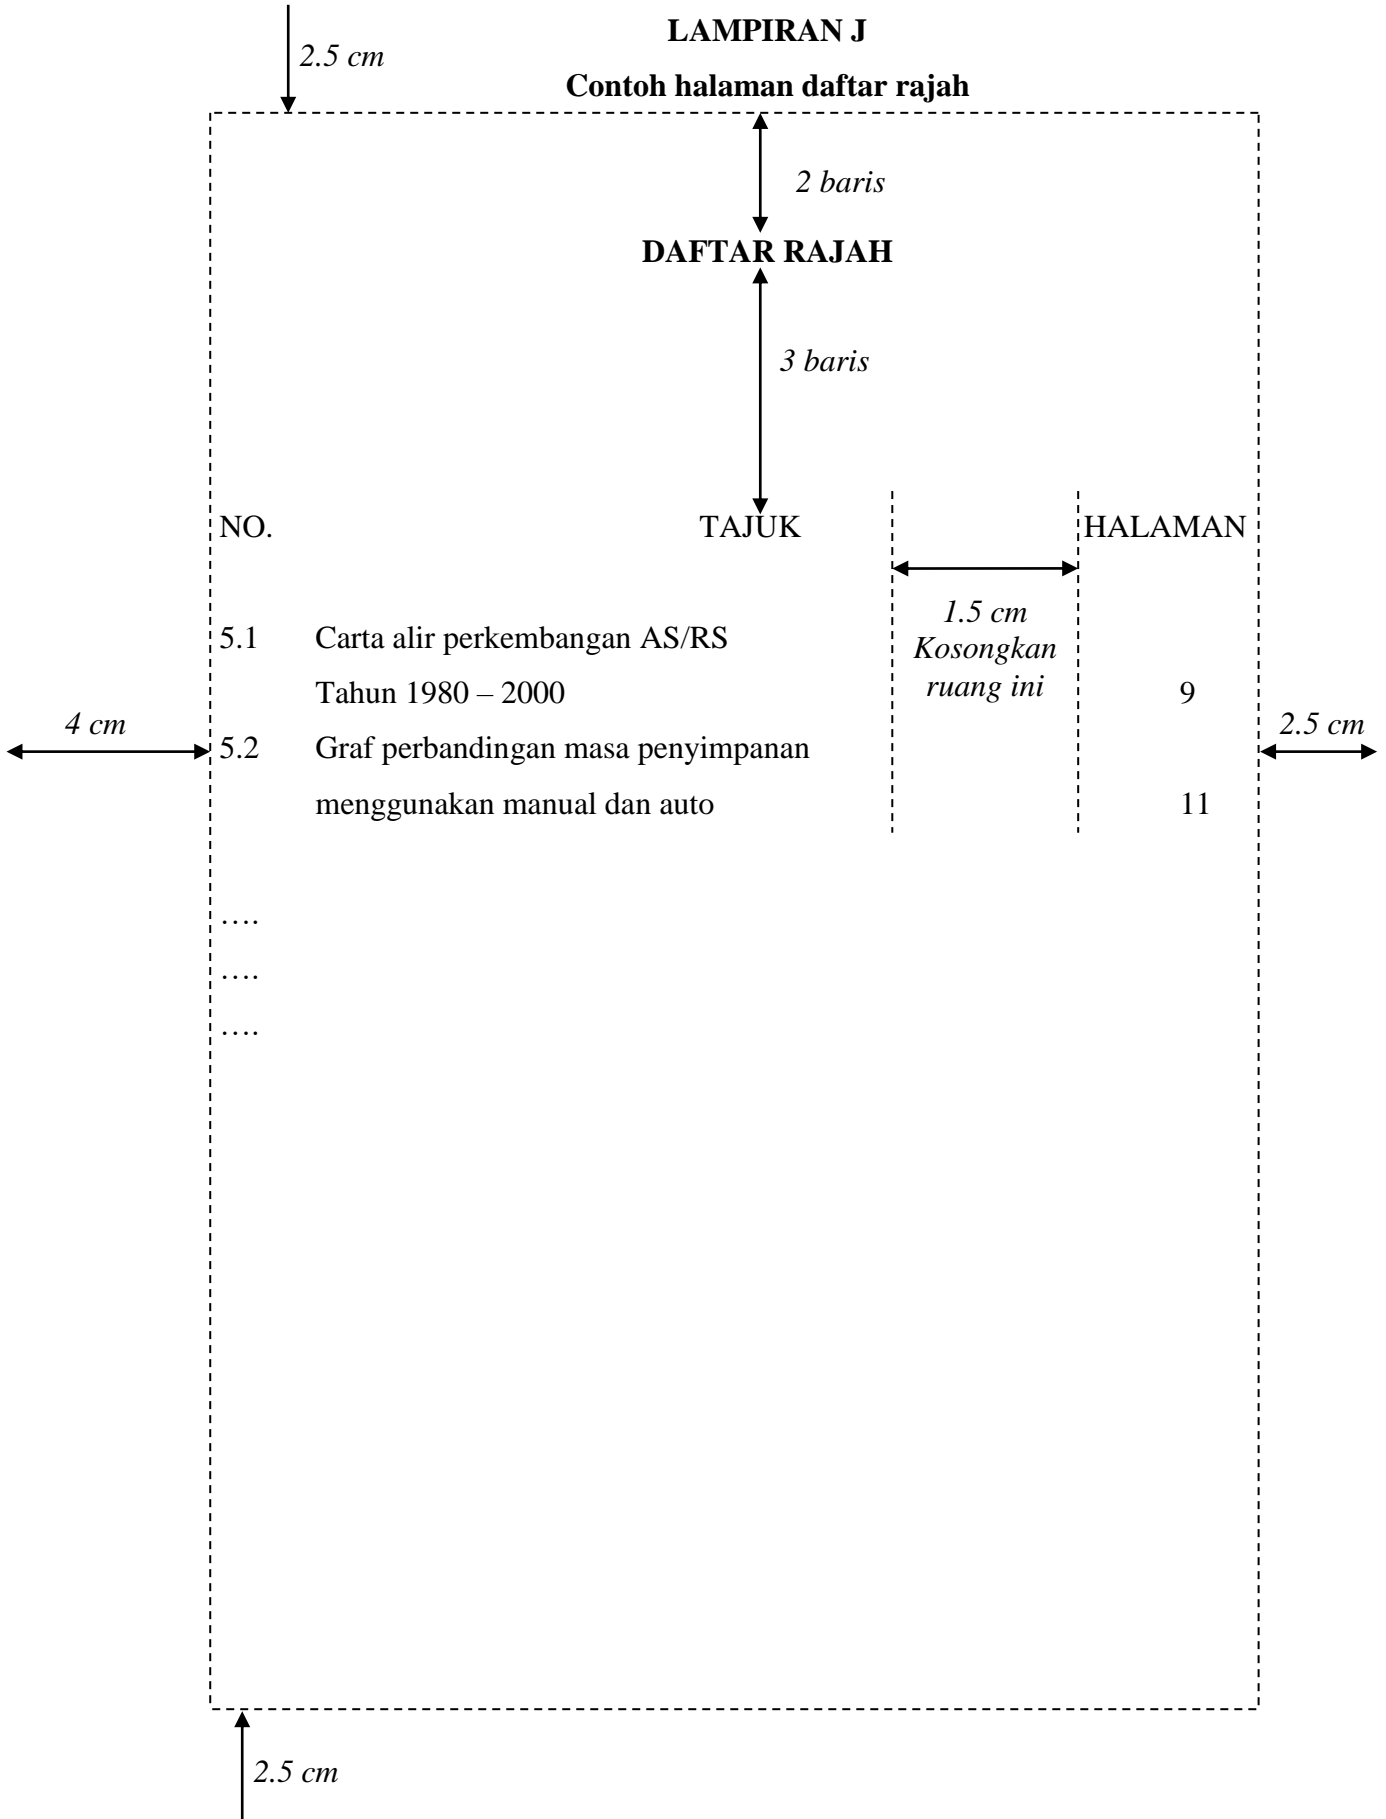 LAMPIRAN J
2.5 cm
Contoh halaman daftar rajah
2 baris
DAFTAR RAJAH
3 baris
NO. TAJUK HALAMAN
1.5 cm
Kosongkan
ruang ini
5.1 Carta alir perkembangan AS/RS
Tahun 1980 – 2000 9
4 cm
2.5 cm
5.2 Graf perbandingan masa penyimpanan
menggunakan manual dan auto 11
….
….
….
2.5 cm